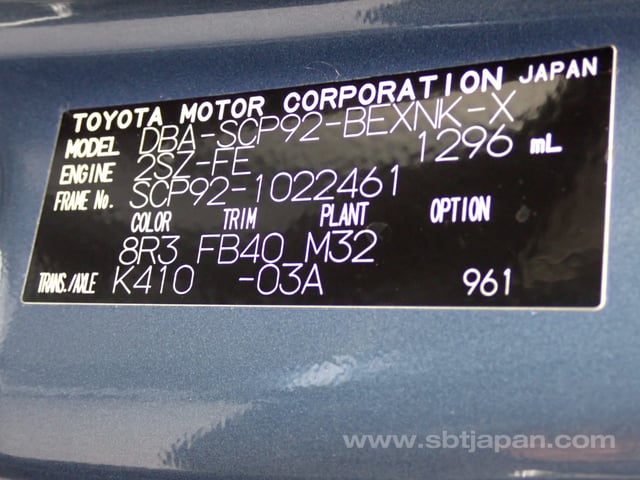 TOYOTA MOTOR CORPORATION JAPAN
MODEL DBA-SCP92-BEXNK-X
ENGINE 2SZ-FE 1296 mL
FRAME No. SCP92-1022461
COLOR TRIM PLANT OPTION
8R3 FB40 M32
TRANS./AXLE K410 -03A 961
www.sbtjapan.com